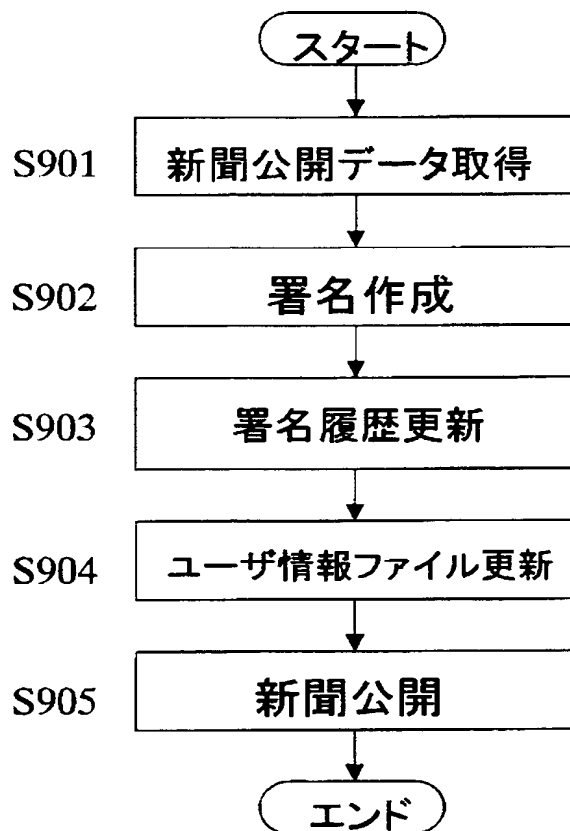 スタート
S901 新聞公開データ取得
S902 署名作成
S903 署名履歴更新
S904 ユーザ情報ファイル更新
S905 新聞公開
エンド